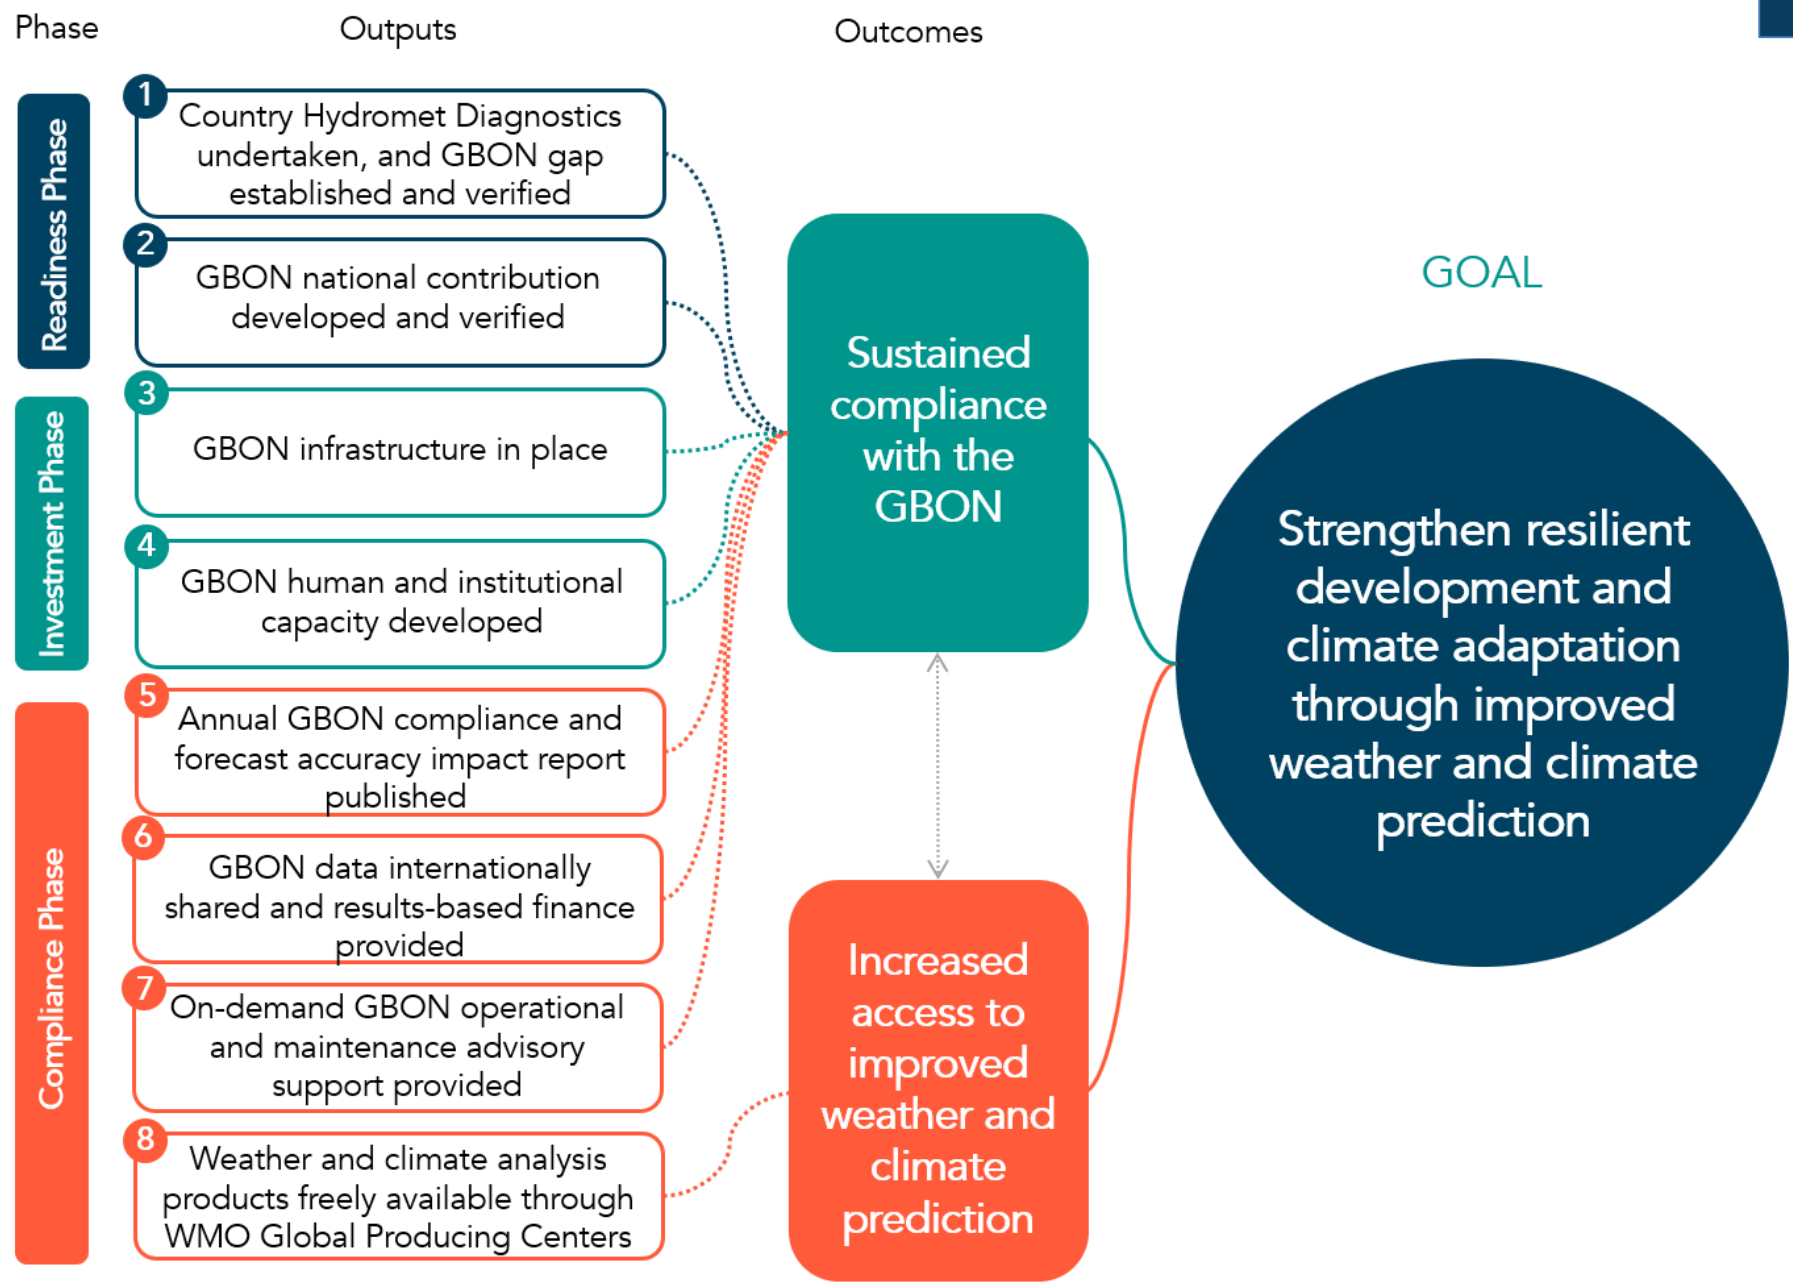 Phase
Outputs
Outcomes
Readiness Phase
1
Country Hydromet Diagnostics
undertaken, and GBON gap
established and verified
2
GBON national contribution
developed and verified
Investment Phase
3
GBON infrastructure in place
4
GBON human and institutional
capacity developed
Compliance Phase
5
Annual GBON compliance and
forecast accuracy impact report
published
6
GBON data internationally
shared and results-based finance
provided
7
On-demand GBON operational
and maintenance advisory
support provided
8
Weather and climate analysis
products freely available through
WMO Global Producing Centers
Sustained
compliance
with the
GBON
Increased
access to
improved
weather and
climate
prediction
GOAL
Strengthen resilient
development and
climate adaptation
through improved
weather and climate
prediction